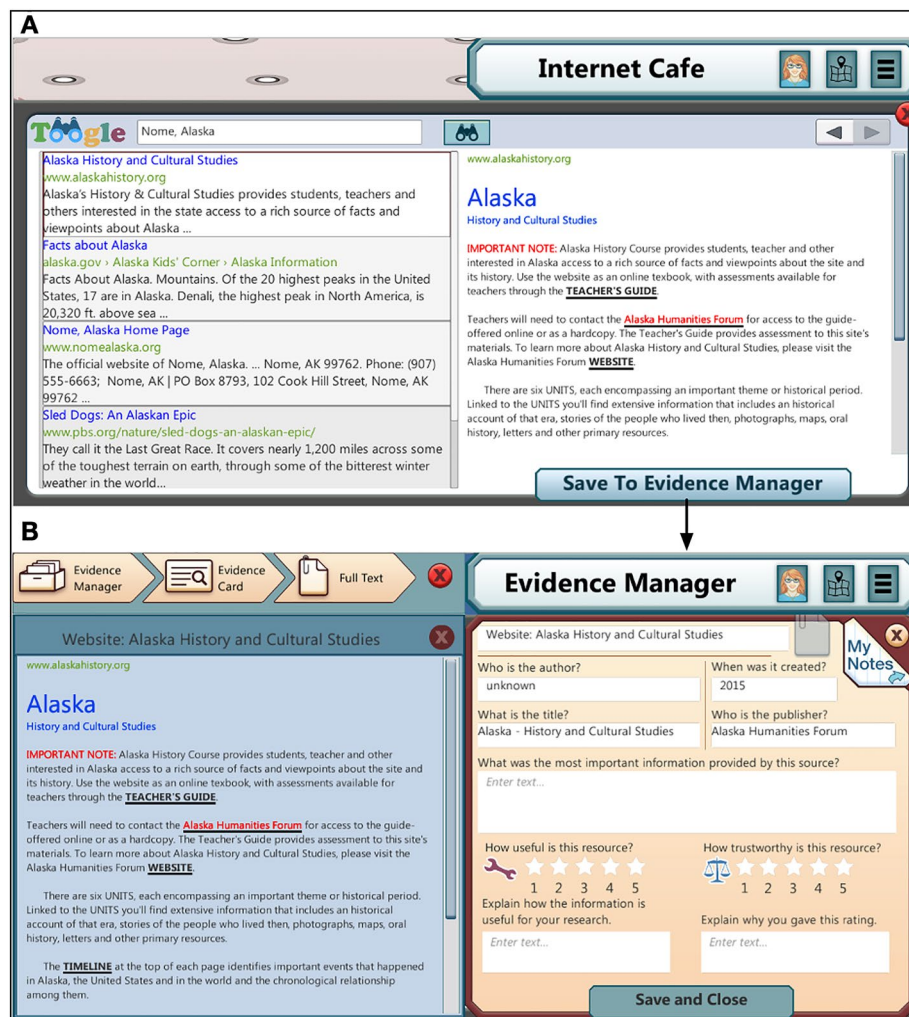 A
Internet Cafe
Toogle
Nome, Alaska
Alaska History and Cultural Studies
www.alaskahistory.org
Alaska's History & Cultural Studies provides students, teachers and
others interested in the state access to a rich source of facts and
viewpoints about Alaska ...
Facts about Alaska
alaska.gov › Alaska Kids' Corner › Alaska Information
Facts About Alaska. Mountains. Of the 20 highest peaks in the United
States, 17 are in Alaska. Denali, the highest peak in North America, is
20,320 ft. above sea ...
Nome, Alaska Home Page
www.nomealaska.org
The official website of Nome, Alaska. ... Nome, AK 99762. Phone: (907)
555-6663; Nome, AK | PO Box 8793, 102 Cook Hill Street, Nome, AK
99762 ...
Sled Dogs: An Alaskan Epic
www.pbs.org/nature/sled-dogs-an-alaskan-epic/
They call it the Last Great Race. It covers nearly 1,200 miles across some
of the toughest terrain on earth, through some of the bitterest winter
weather in the world...
www.alaskahistory.org
Alaska
History and Cultural Studies
IMPORTANT NOTE: Alaska History Course provides students, teacher and other
interested in Alaska access to a rich source of facts and viewpoints about the site and
its history. Use the website as an online texbook, with assessments available for
teachers through the TEACHER'S GUIDE.
Teachers will need to contact the Alaska Humanities Forum for access to the guide-
offered online or as a hardcopy. The Teacher's Guide provides assessment to this site's
materials. To learn more about Alaska History and Cultural Studies, please visit the
Alaska Humanities Forum WEBSITE.
There are six UNITS, each encompassing an important theme or historical period.
Linked to the UNITS you'll find extensive information that includes an historical
account of that era, stories of the people who lived then, photographs, maps, oral
history, letters and other primary resources.
Save To Evidence Manager
B
Evidence
Manager
Evidence
Card
Full Text
Website: Alaska History and Cultural Studies
www.alaskahistory.org
Alaska
History and Cultural Studies
IMPORTANT NOTE: Alaska History Course provides students, teacher and other
interested in Alaska access to a rich source of facts and viewpoints about the site and
its history. Use the website as an online texbook, with assessments available for
teachers through the TEACHER'S GUIDE.
Teachers will need to contact the Alaska Humanities Forum for access to the guide-
offered online or as a hardcopy. The Teacher's Guide provides assessment to this site's
materials. To learn more about Alaska History and Cultural Studies, please visit the
Alaska Humanities Forum WEBSITE.
There are six UNITS, each encompassing an important theme or historical period.
Linked to the UNITS you'll find extensive information that includes an historical
account of that era, stories of the people who lived then, photographs, maps, oral
history, letters and other primary resources.
The TIMELINE at the top of each page identifies important events that happened
in Alaska, the United States and in the world and the chronological relationship
among them.
Evidence Manager
Website: Alaska History and Cultural Studies
My
Notes
Who is the author?
When was it created?
unknown
2015
What is the title?
Who is the publisher?
Alaska - History and Cultural Studies
Alaska Humanities Forum
What was the most important information provided by this source?
Enter text...
How useful is this resource?
How trustworthy is this resource?
1 2 3 4 5
1 2 3 4 5
Explain how the information is
useful for your research.
Explain why you gave this rating.
Enter text...
Enter text...
Save and Close